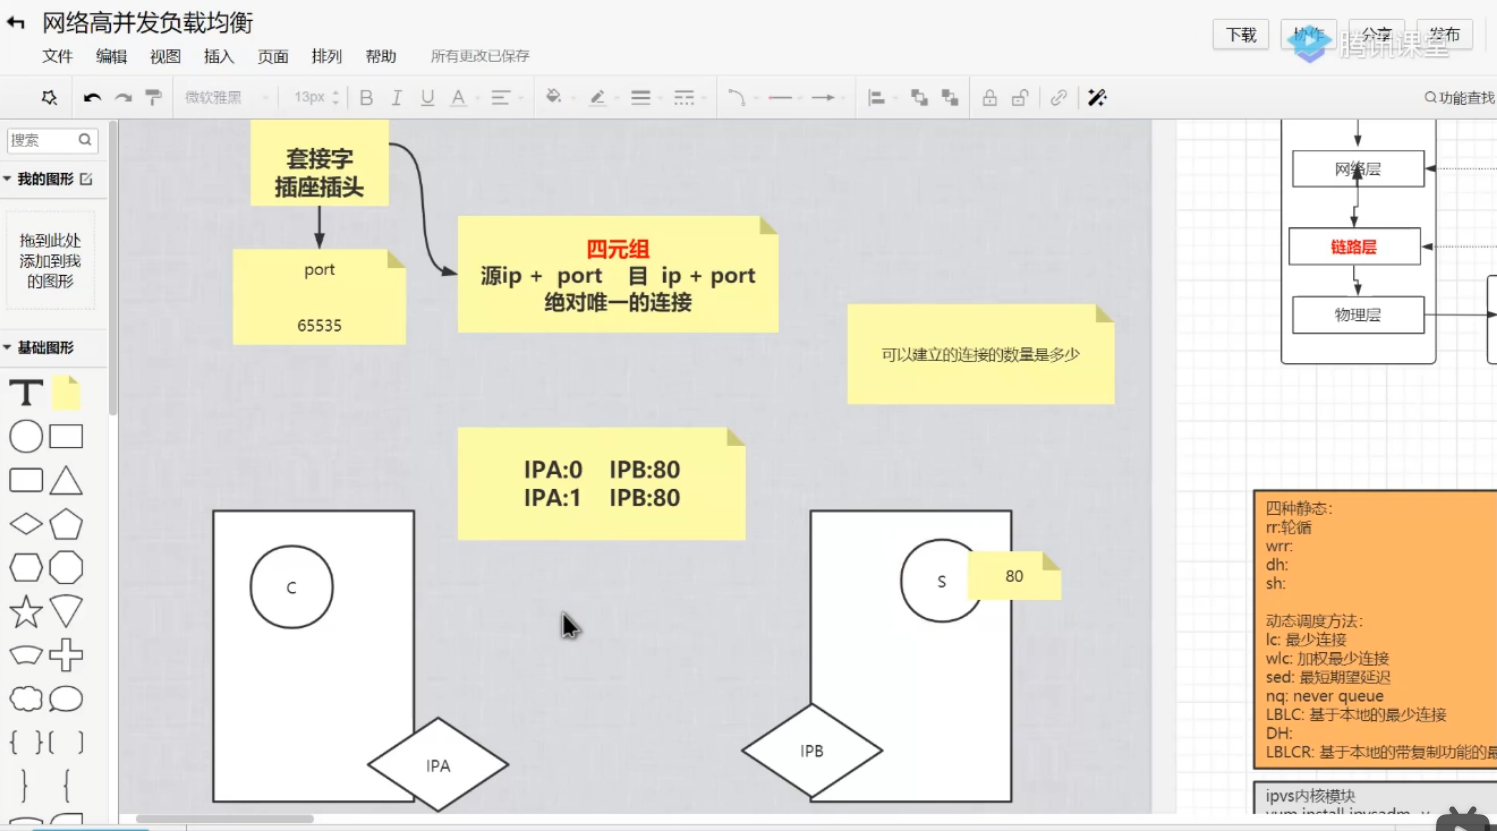 网络高并发负载均衡
文件 编辑 视图 插入 页面 排列 帮助 所有更改已保存
下载 协作 分享 发布
腾讯课堂
微软雅黑 13px B I U A
功能查找
搜索
我的图形
拖到此处
添加到我
的图形
基础图形
T
套接字
插座插头
port
65535
四元组
源ip + port 目 ip + port
绝对唯一的连接
可以建立的连接的数量是多少
IPA:0 IPB:80
IPA:1 IPB:80
C
IPA
S
80
IPB
网络层
链路层
物理层
四种静态:
rr:轮循
wrr:
dh:
sh:
动态调度方法:
lc: 最少连接
wlc: 加权最少连接
sed: 最短期望延迟
nq: never queue
LBLC: 基于本地的最少连接
DH:
LBLCR: 基于本地的带复制功能的最
ipvs内核模块
yum install ipvsadm -y